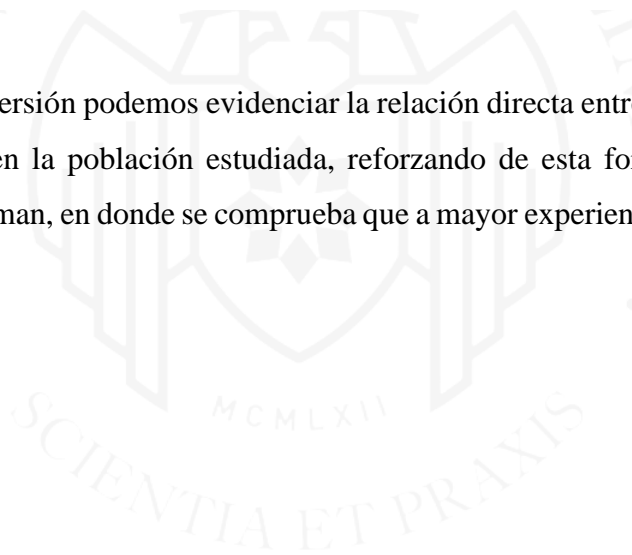 ersión podemos evidenciar la relación directa entr
en la población estudiada, reforzando de esta for
man, en donde se comprueba que a mayor experien
MCMLXII
SCIENTIA ET PRAXIS